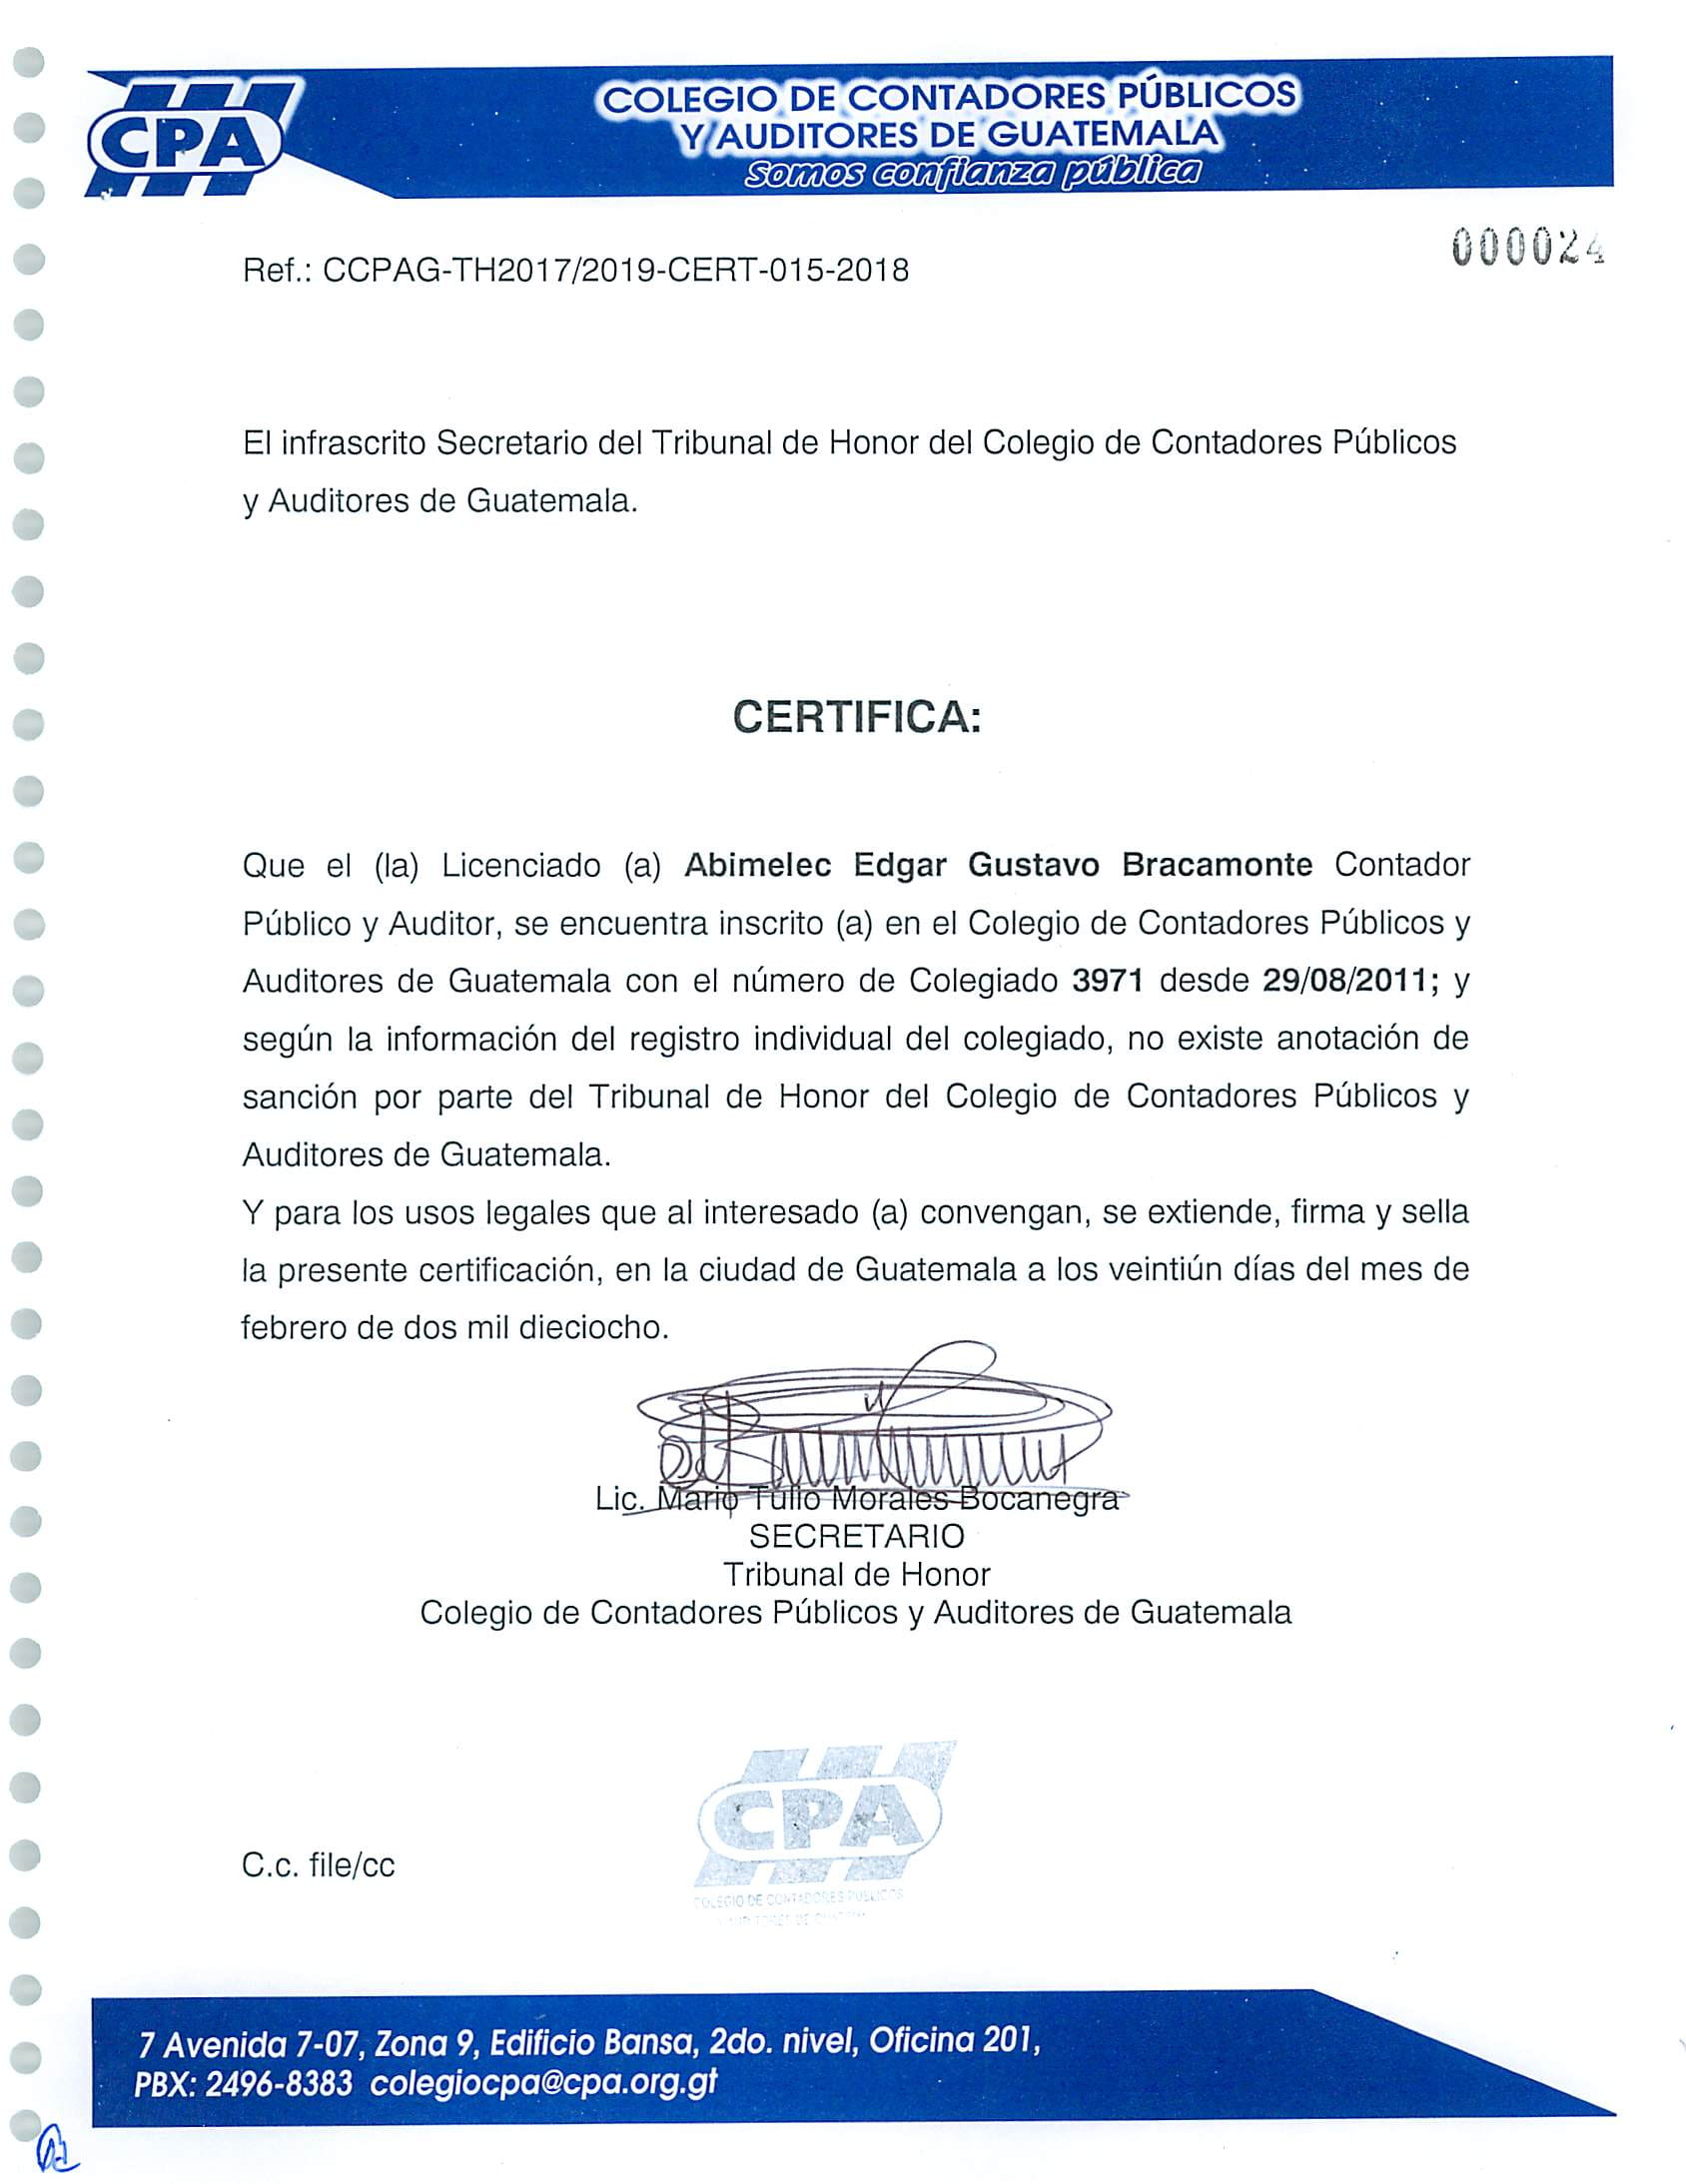 CPA
COLEGIO DE CONTADORES PÚBLICOS
Y AUDITORES DE GUATEMALA
Somos confianza pública
000024
Ref.: CCPAG-TH2017/2019-CERT-015-2018
El infrascrito Secretario del Tribunal de Honor del Colegio de Contadores Públicos
y Auditores de Guatemala.
CERTIFICA:
Que el (la) Licenciado (a) Abimelec Edgar Gustavo Bracamonte Contador
Público y Auditor, se encuentra inscrito (a) en el Colegio de Contadores Públicos y
Auditores de Guatemala con el número de Colegiado 3971 desde 29/08/2011; y
según la información del registro individual del colegiado, no existe anotación de
sanción por parte del Tribunal de Honor del Colegio de Contadores Públicos y
Auditores de Guatemala.
Y para los usos legales que al interesado (a) convengan, se extiende, firma y sella
la presente certificación, en la ciudad de Guatemala a los veintiún días del mes de
febrero de dos mil dieciocho.
Lic. Mario Tulio Morales Bocanegra
SECRETARIO
Tribunal de Honor
Colegio de Contadores Públicos y Auditores de Guatemala
CPA
COLEGIO DE CONTADORES PUBLICOS
C.c. file/cc
7 Avenida 7-07, Zona 9, Edificio Bansa, 2do. nivel, Oficina 201,
PBX: 2496-8383 colegiocpa@cpa.org.gt